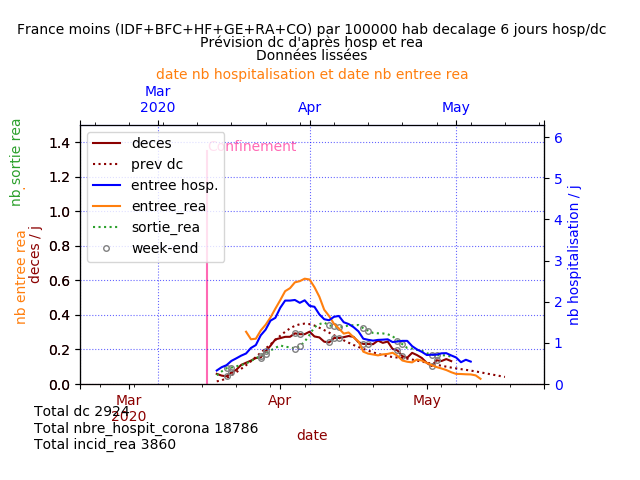 France moins (IDF+BFC+HF+GE+RA+CO) par 100000 hab decalage 6 jours hosp/dc
Prévision dc d'après hosp et rea
Données lissées
date nb hospitalisation et date nb entree rea
Mar
2020
Apr
May
nb sortie rea
nb entree rea
deces / j
1.4
1.2
1.0
0.8
0.6
0.4
0.2
0.0
deces
prev dc
entree hosp.
entree_rea
sortie_rea
week-end
Confinement
6
5
4
3
2
1
0
nb hospitalisation / j
Mar
2020
Apr
May
date
Total dc 2924
Total nbre_hospit_corona 18786
Total incid_rea 3860